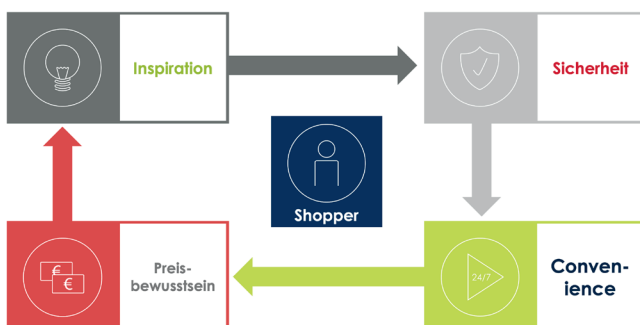 Inspiration
Sicherheit
Shopper
Preis-
bewusstsein
€
€
24/7
Conven-
ience